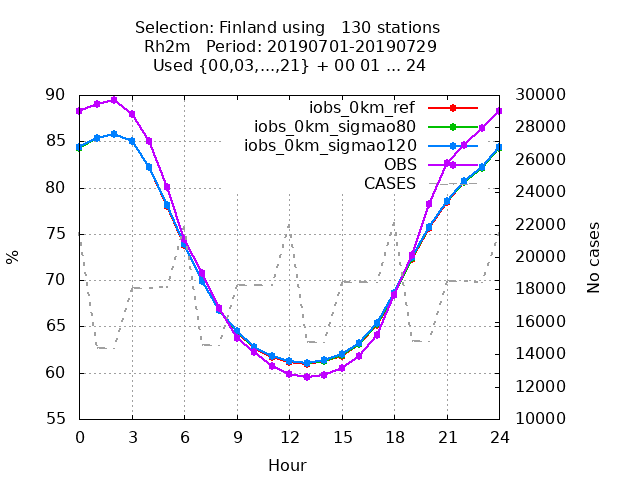 Selection: Finland using   130 stations
Rh2m   Period: 20190701-20190729
Used {00,03,...,21} + 00 01 ... 24
90 30000
iobs_0km_ref
iobs_0km_sigmao80 28000
85
iobs_0km_sigmao120 26000
OBS
80 CASES 24000
75 22000
% 20000 No cases
70 18000
65 16000
14000
60 12000
55 10000
0 3 6 9 12 15 18 21 24
Hour